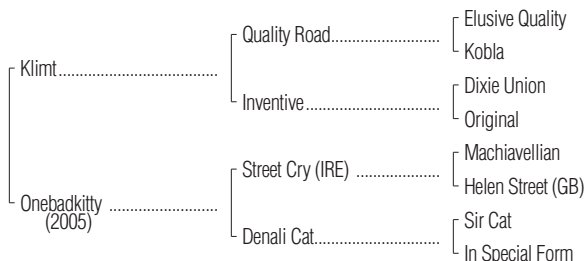 Elusive Quality
Quality Road
Kobla
Klimt
Dixie Union
Inventive
Original
Machiavellian
Street Cry (IRE)
Helen Street (GB)
Onebadkitty
(2005)
Sir Cat
Denali Cat
In Special Form